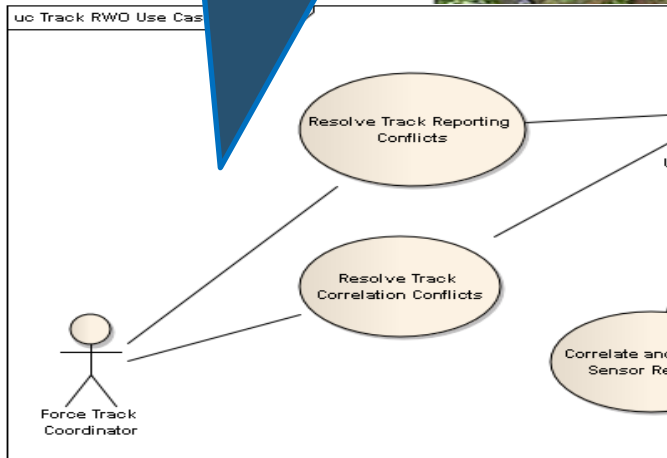 uc Track RWO Use Cas
Resolve Track Reporting
Conflicts
Resolve Track
Correlation Conflicts
Correlate and
Sensor Re
Force Track
Coordinator